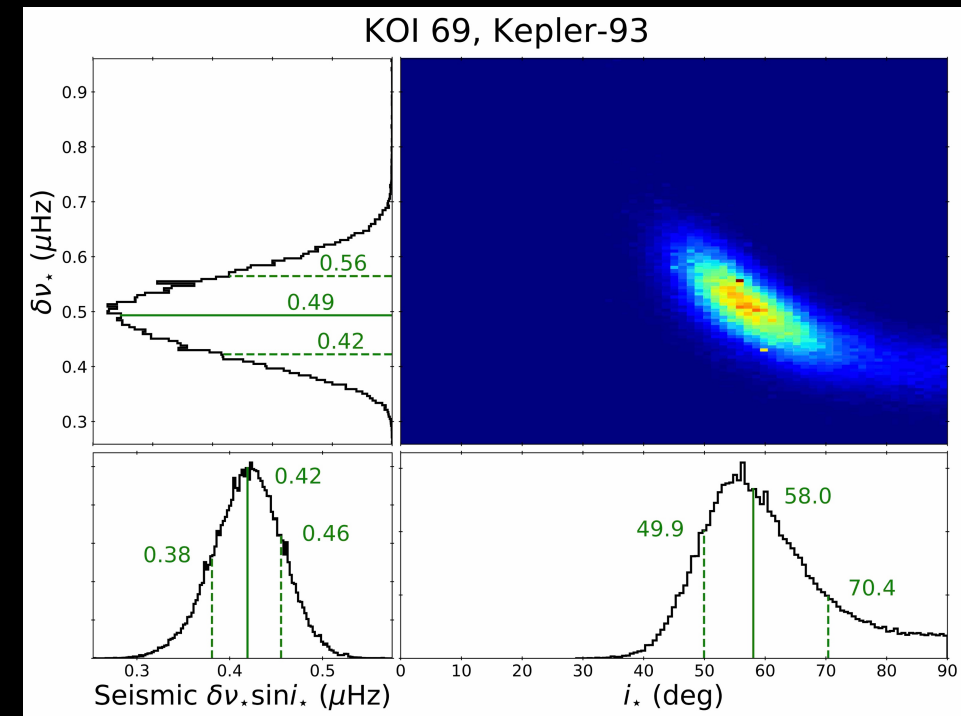 KOI 69, Kepler-93
0.9
0.8
0.7
0.6
0.5
0.4
0.3
δν⋆ (μHz)
0.56
0.49
0.42
0.42
0.46
0.38
0.3 0.4 0.5
Seismic δν⋆sini⋆ (μHz)
58.0
49.9
70.4
0 10 20 30 40 50 60 70 80 90
i⋆ (deg)